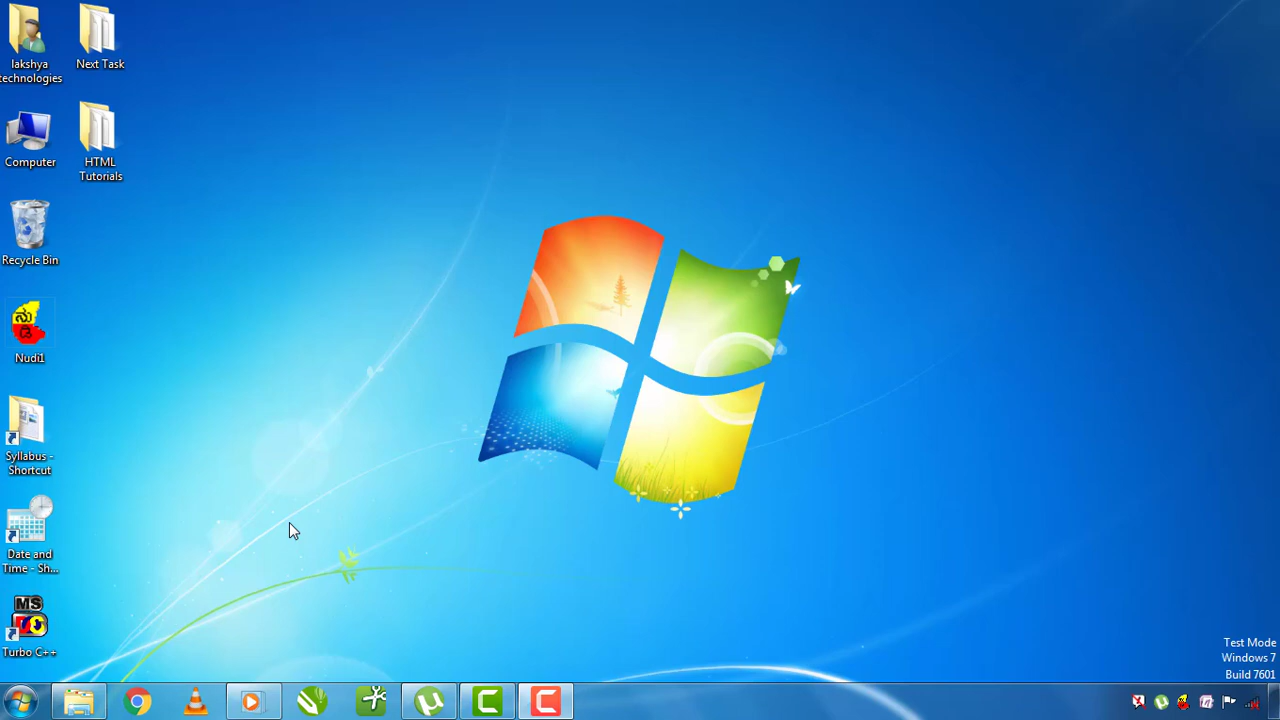 lakshya
technologies
Next Task
Computer
HTML
Tutorials
Recycle Bin
ನುಡಿ
Nudi1
Syllabus -
Shortcut
Date and
Time - Sh...
MS
Turbo C++
Test Mode
Windows 7
Build 7601